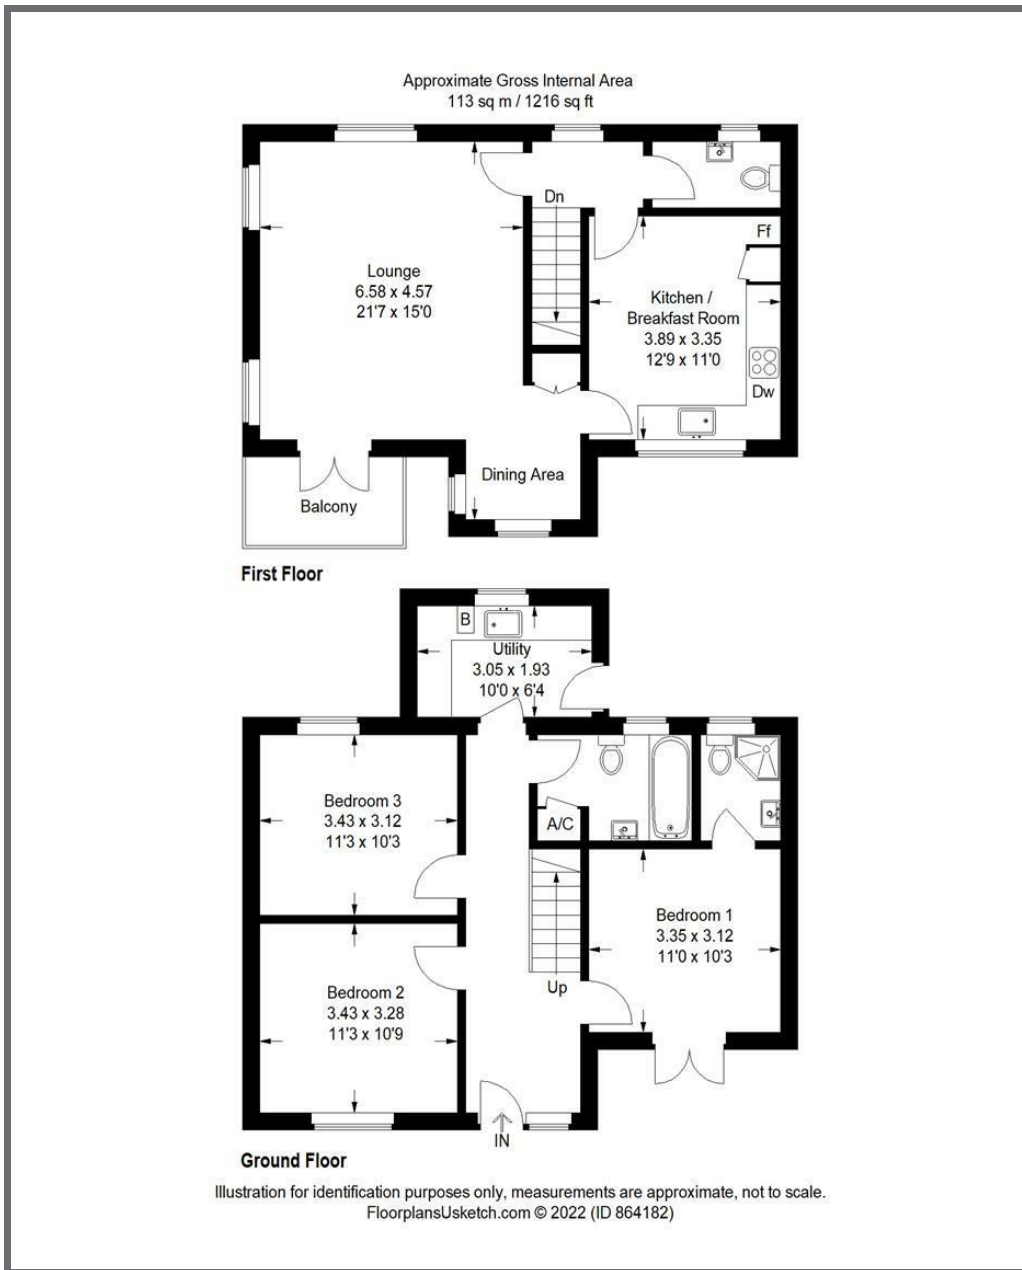 Approximate Gross Internal Area
113 sq m / 1216 sq ft
Dn
Ff
Lounge
6.58 x 4.57
21'7 x 15'0
Kitchen /
Breakfast Room
3.89 x 3.35
12'9 x 11'0
Dw
Dining Area
Balcony
First Floor
B
Utility
3.05 x 1.93
10'0 x 6'4
Bedroom 3
3.43 x 3.12
11'3 x 10'3
A/C
Bedroom 1
3.35 x 3.12
11'0 x 10'3
Bedroom 2
3.43 x 3.28
11'3 x 10'9
Up
IN
Ground Floor
Illustration for identification purposes only, measurements are approximate, not to scale.
FloorplansUsketch.com © 2022 (ID 864182)